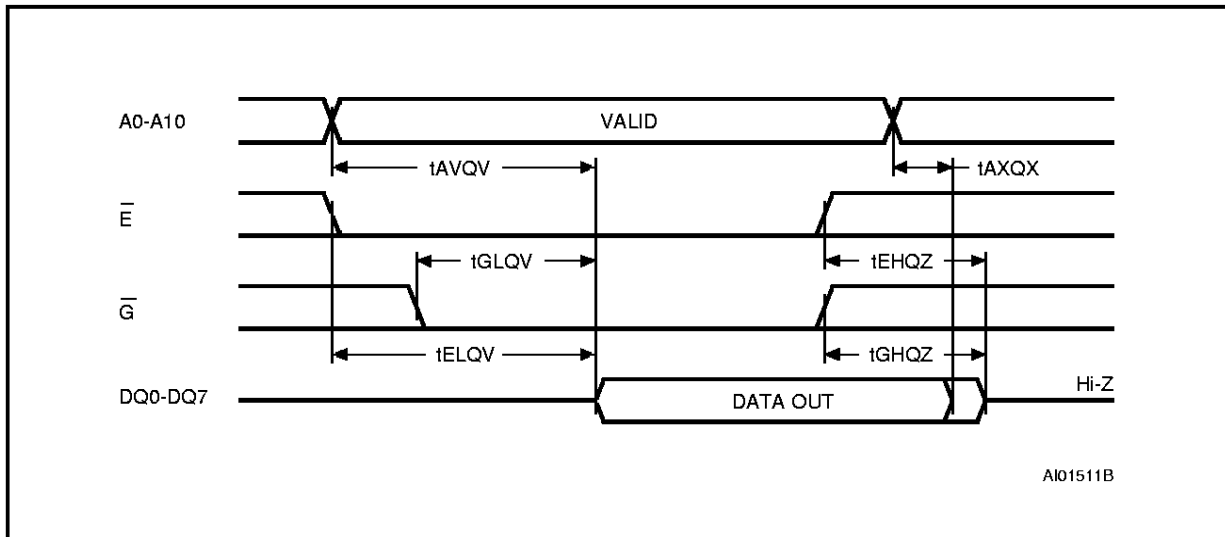 A0-A10
VALID
tAVQV
tAXQX
E
tGLQV
tEHQZ
G
tELQV
tGHQZ
DQ0-DQ7
DATA OUT
Hi-Z
AI01511B